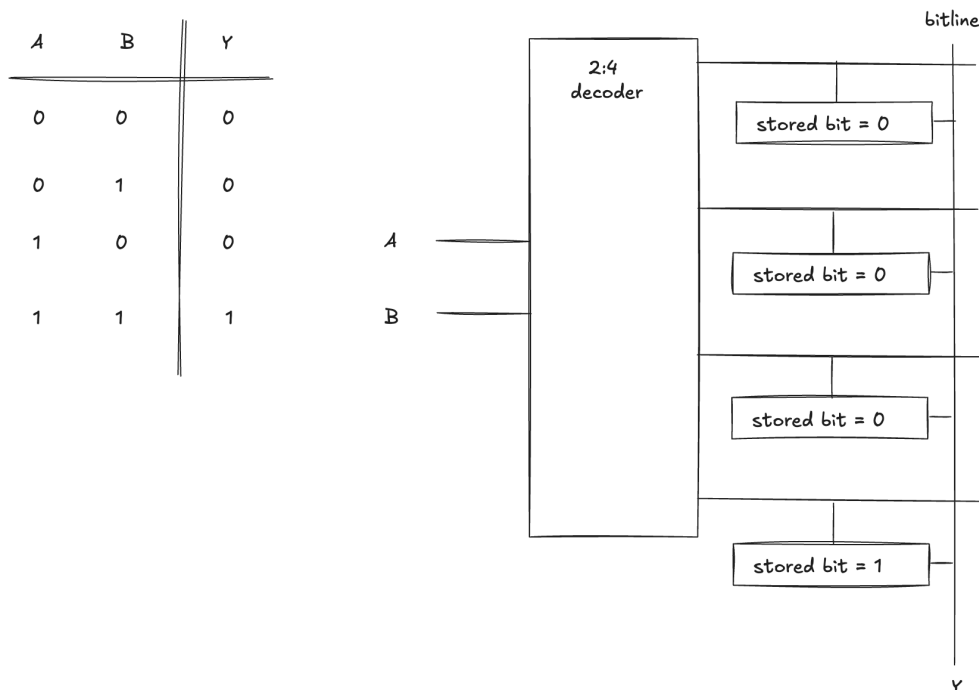 A B Y
0 0 0
0 1 0
1 0 0
1 1 1
bitline
2:4
decoder
stored bit = 0
stored bit = 0
stored bit = 0
stored bit = 1
A
B
Y